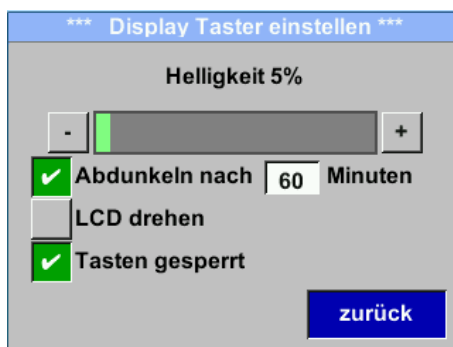 *** Display Taster einstellen ***
Helligkeit 5%
- +
Abdunkeln nach 60 Minuten
LCD drehen
Tasten gesperrt
zurück